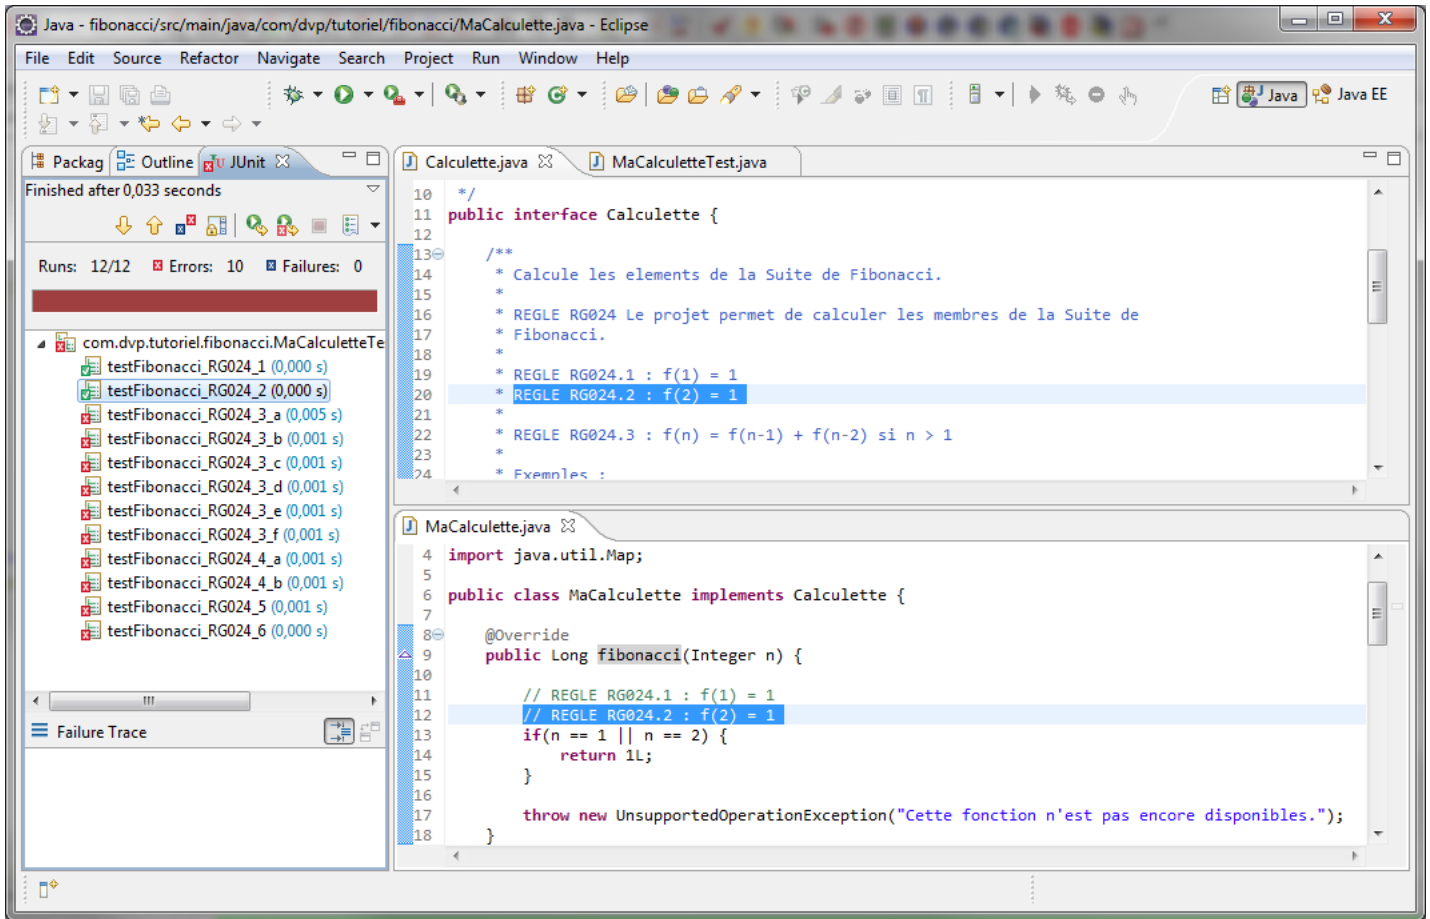 Java - fibonacci/src/main/java/com/dvp/tutoriel/fibonacci/MaCalculette.java - Eclipse
File Edit Source Refactor Navigate Search Project Run Window Help
Java Java EE
Packag Outline JUnit
Finished after 0,033 seconds
Runs: 12/12 Errors: 10 Failures: 0
com.dvp.tutoriel.fibonacci.MaCalculetteTe
testFibonacci_RG024_1 (0,000 s)
testFibonacci_RG024_2 (0,000 s)
testFibonacci_RG024_3_a (0,005 s)
testFibonacci_RG024_3_b (0,001 s)
testFibonacci_RG024_3_c (0,001 s)
testFibonacci_RG024_3_d (0,001 s)
testFibonacci_RG024_3_e (0,001 s)
testFibonacci_RG024_3_f (0,001 s)
testFibonacci_RG024_4_a (0,001 s)
testFibonacci_RG024_4_b (0,001 s)
testFibonacci_RG024_5 (0,001 s)
testFibonacci_RG024_6 (0,000 s)
Failure Trace
Calculette.java MaCalculetteTest.java
10 */
11 public interface Calculette {
12
13 /**
14 * Calcule les elements de la Suite de Fibonacci.
15 *
16 * REGLE RG024 Le projet permet de calculer les membres de la Suite de
17 * Fibonacci.
18 *
19 * REGLE RG024.1 : f(1) = 1
20 * REGLE RG024.2 : f(2) = 1
21 *
22 * REGLE RG024.3 : f(n) = f(n-1) + f(n-2) si n > 1
23 *
24 * Exemples :
MaCalculette.java
4 import java.util.Map;
5
6 public class MaCalculette implements Calculette {
7
8 @Override
9 public Long fibonacci(Integer n) {
10
11 // REGLE RG024.1 : f(1) = 1
12 // REGLE RG024.2 : f(2) = 1
13 if(n == 1 || n == 2) {
14 return 1L;
15 }
16
17 throw new UnsupportedOperationException("Cette fonction n'est pas encore disponibles.");
18 }